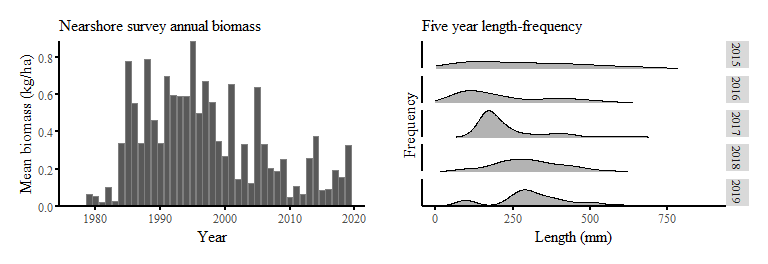 Nearshore survey annual biomass
Mean biomass (kg/ha)
0.8
0.6
0.4
0.2
0.0
1980 1990 2000 2010 2020
Year
Five year length-frequency
Frequency
2015
2016
2017
2018
2019
0 250 500 750
Length (mm)